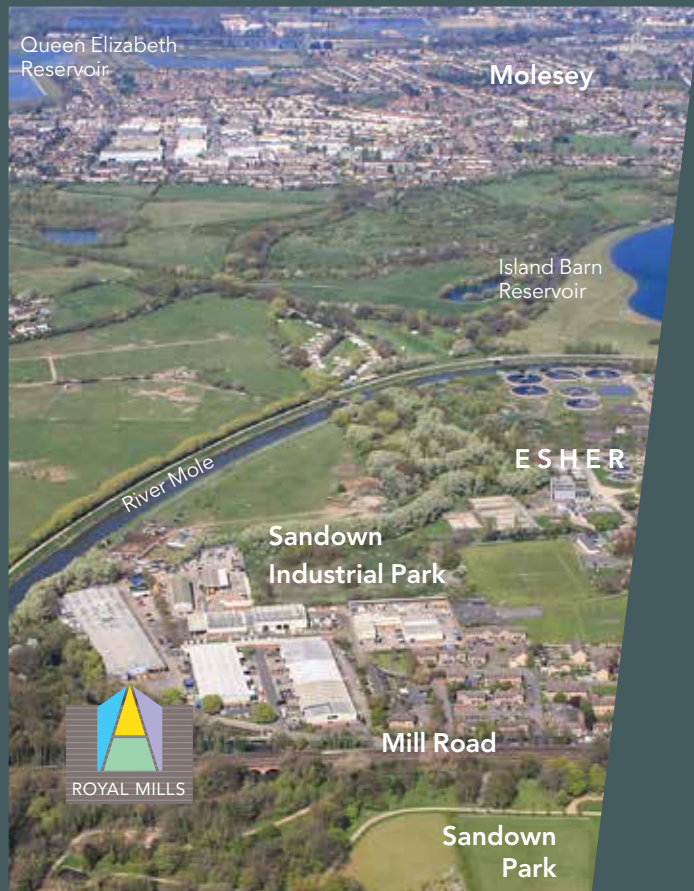 Queen Elizabeth
Reservoir
Molesey
Island Barn
Reservoir
River Mole
ESHER
Sandown
Industrial Park
ROYAL MILLS
Mill Road
Sandown
Park